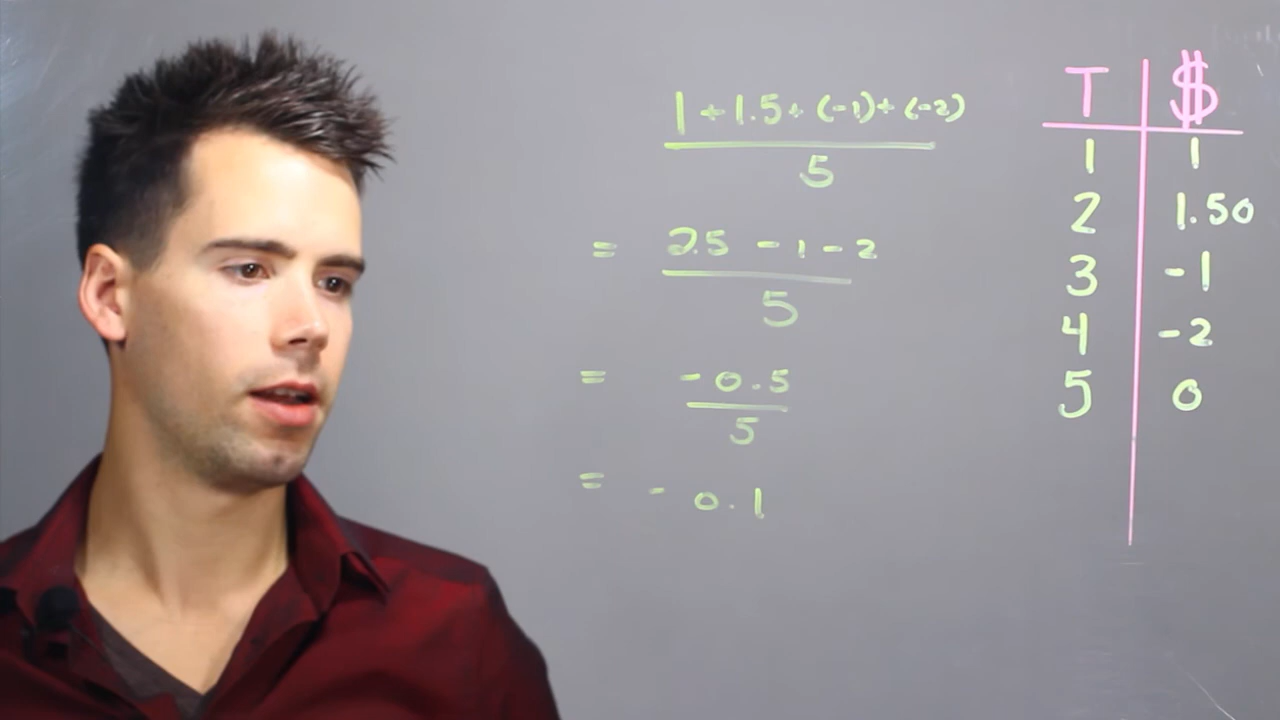 1 + 1.5 + (-1) + (-2)
5
= 2.5 - 1 - 2
5
= - 0.5
5
= - 0.1
T $
1 1
2 1.50
3 -1
4 -2
5 0